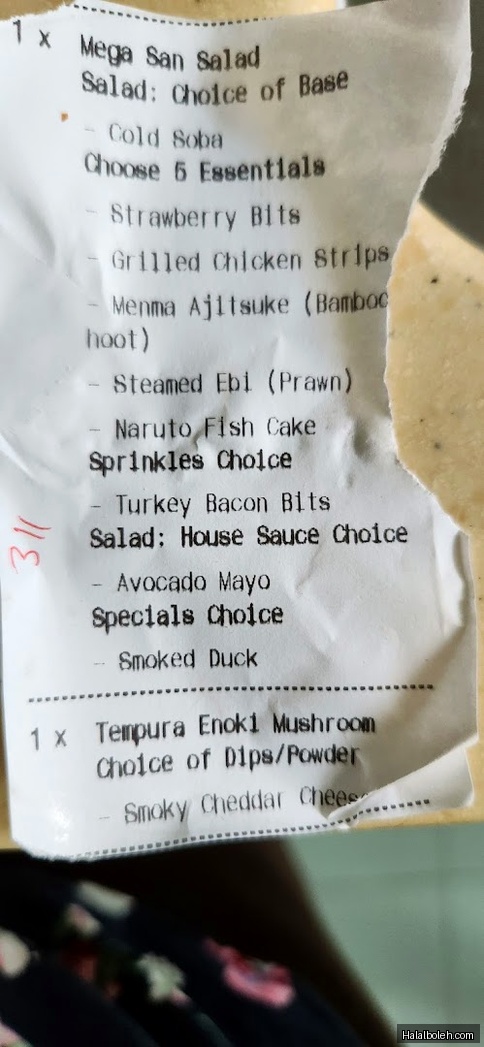 1 x Mega San Salad
Salad: Choice of Base
- Cold Soba
Choose 5 Essentials
- Strawberry Bits
- Grilled Chicken Strips
- Menma Ajitsuke (Bamboo
hoot)
- Steamed Ebi (Prawn)
- Naruto Fish Cake
Sprinkles Choice
- Turkey Bacon Bits
Salad: House Sauce Choice
- Avocado Mayo
Specials Choice
- Smoked Duck
1 x Tempura Enoki Mushroom
Choice of Dips/Powder
- Smoky Cheddar Chees
311
Halalboleh.com